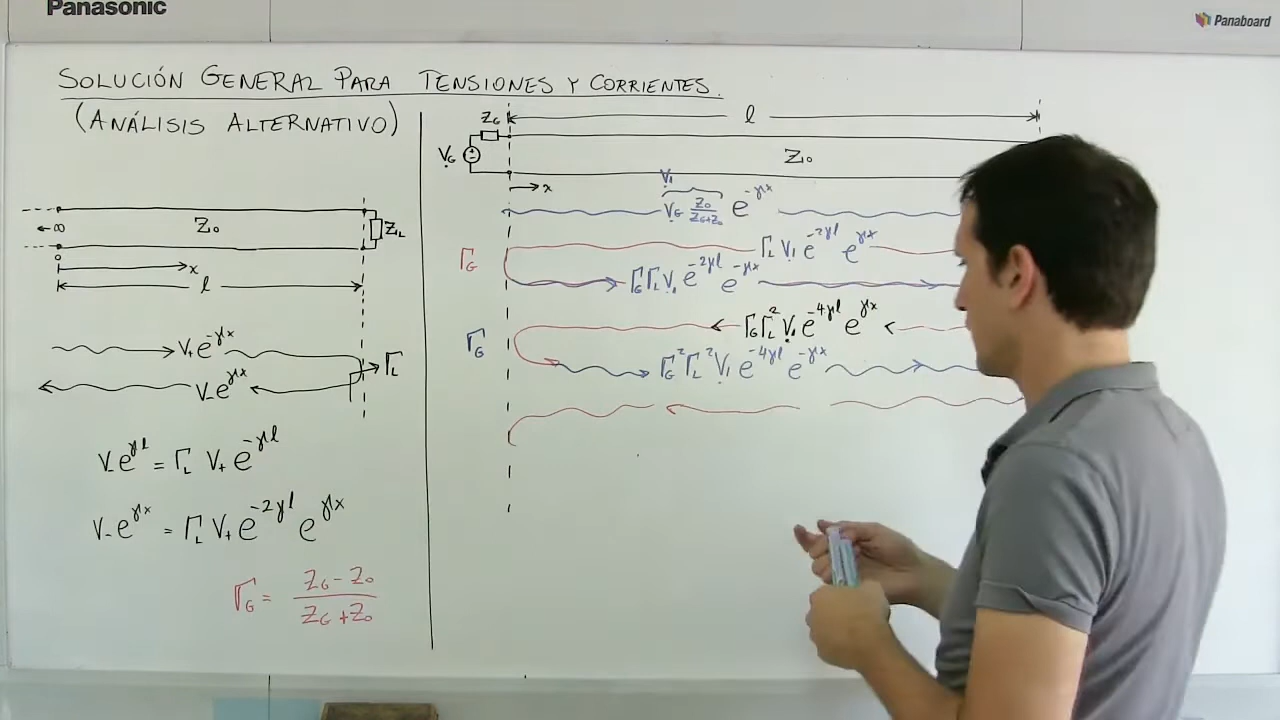 Panasonic
Panaboard
SOLUCIÓN GENERAL PARA TENSIONES Y CORRIENTES.
(ANÁLISIS ALTERNATIVO)
Z₀
Z_L
←∞
0
x
l
V₊e^{-γx}
Γ_L
V₋e^{γx}
V₋e^{γl} = Γ_L V₊e^{-γl}
V₋e^{γx} = Γ_L V₊e^{-2γl} e^{γx}
Γ_G = \frac{Z_G - Z₀}{Z_G + Z₀}
Z_G
l
V_G
Z₀
x
V₁
V_G \frac{Z₀}{Z_G+Z₀} e^{-γx}
Γ_L V₁ e^{-2γl} e^{γx}
Γ_G
Γ_G Γ_L V₁ e^{-2γl} e^{-γx}
Γ_G Γ_L² V₁ e^{-4γl} e^{γx}
Γ_G
Γ_G² Γ_L² V₁ e^{-4γl} e^{-γx}